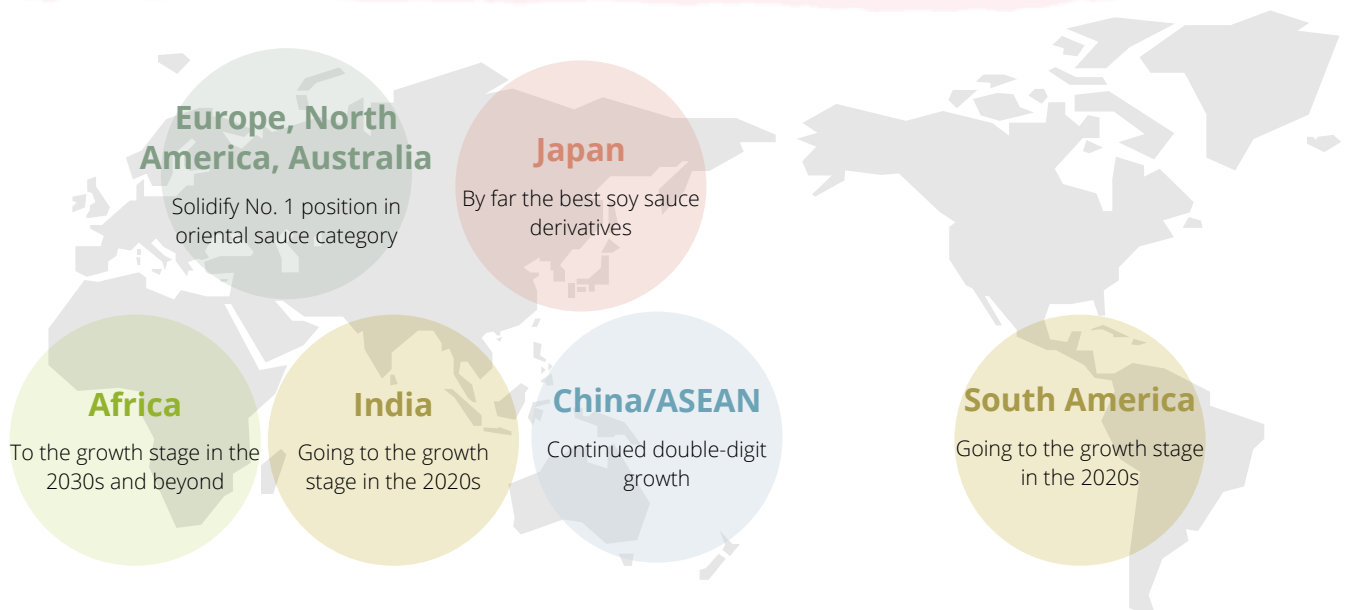 Europe, North
America, Australia
Solidify No. 1 position in
oriental sauce category
Japan
By far the best soy sauce
derivatives
Africa
To the growth stage in the
2030s and beyond
India
Going to the growth
stage in the 2020s
China/ASEAN
Continued double-digit
growth
South America
Going to the growth stage
in the 2020s